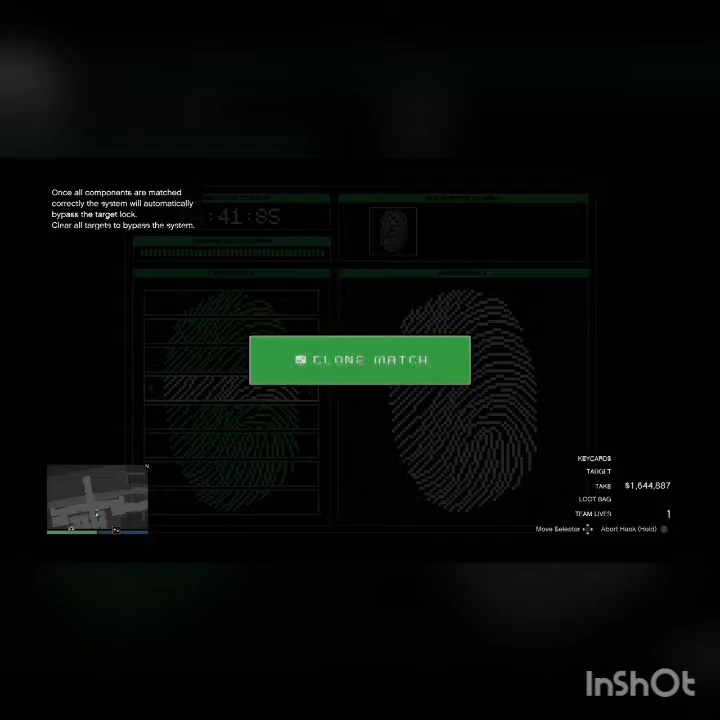 Once all components are matched
correctly the system will automatically
bypass the target lock.
Clear all targets to bypass the system.
:41:85
CLONE MATCH
N
KEYCARDS
TARGET
TAKE $1,644,887
LOOT BAG
TEAM LIVES 1
Move Selector Abort Hack (Hold)
InShOt